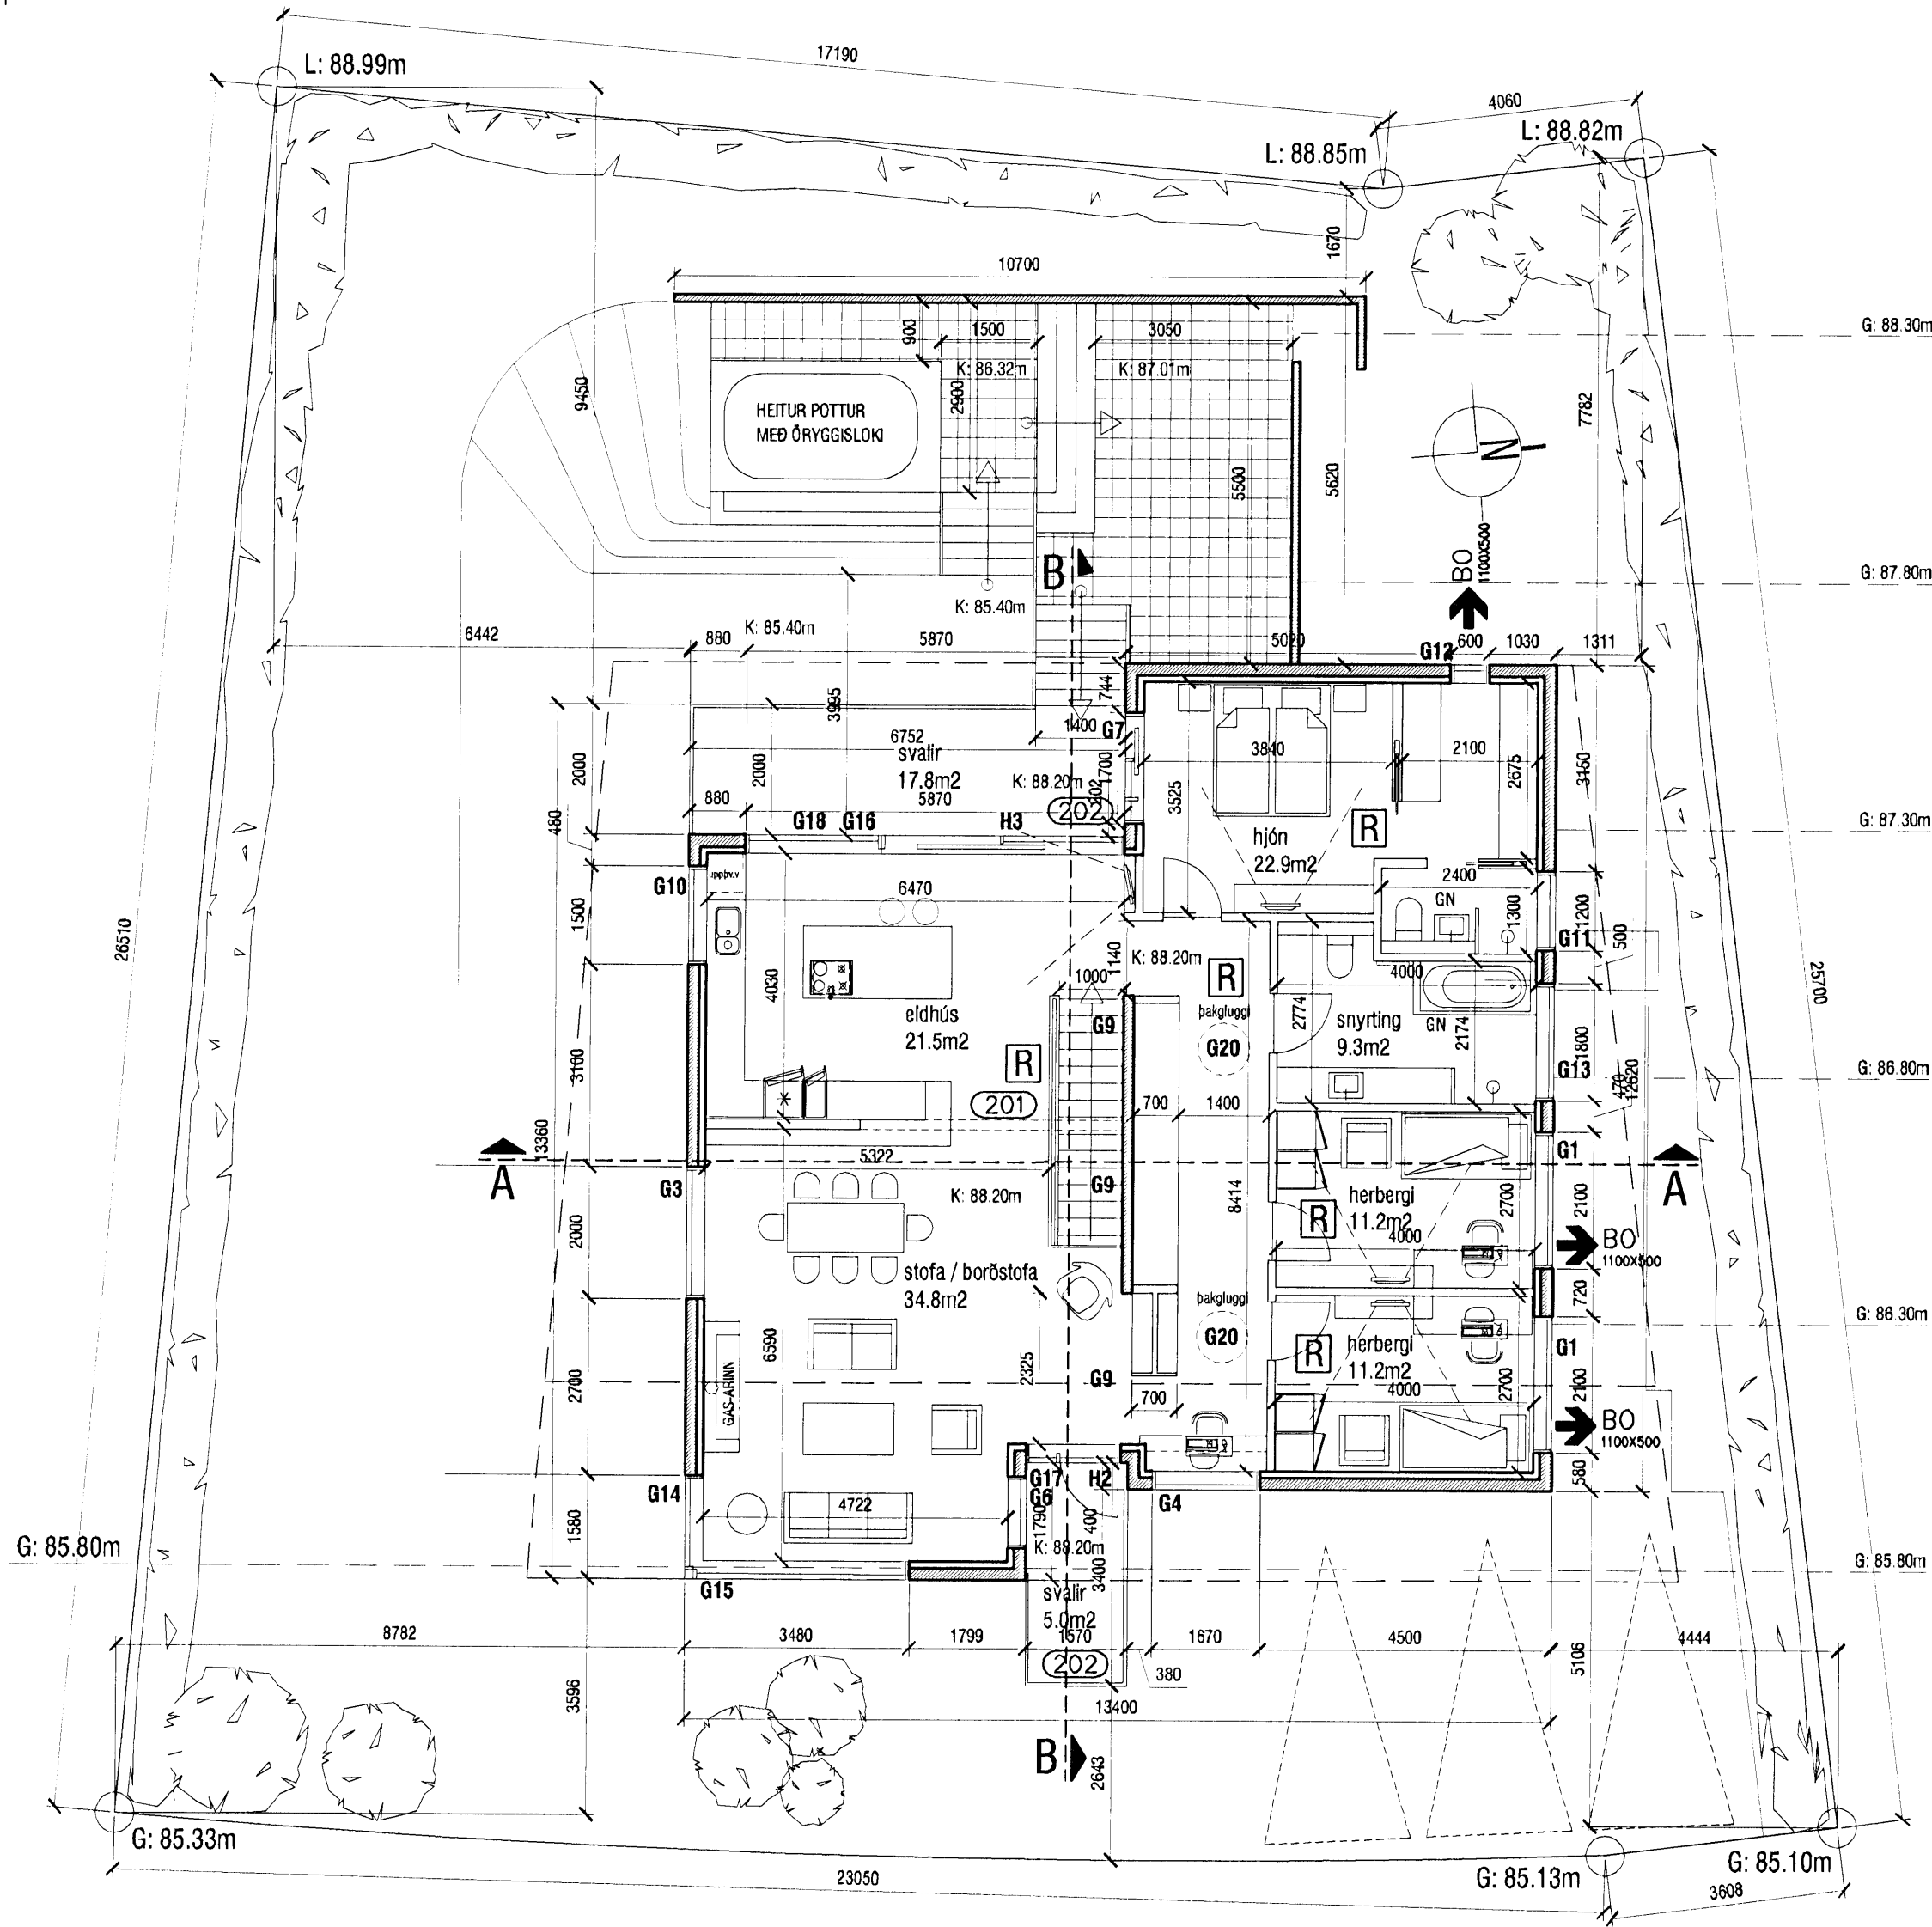 17190
L: 88.99m
4060
L: 88.82m
L: 88.85m
1670
10700
G: 88.30m
900
1500
3050
K: 86.32m
K: 87.01m
9450
2900
7782
HEITUR POTTUR
MEÐ ÖRYGGISLOKI
N
5500
5620
BO
1100X500
B
G: 87.80m
K: 85.40m
K: 85.40m
6442
880
5870
5020
600
1030
1311
G12
744
3995
1400
G7
6752
svalir
17.8m2
3840
2100
2000
2000
K: 88.20m
1700
202
2675
3150
880
5870
3525
480
G18
G16
H3
R
hjón
22.9m2
G: 87.30m
uppþv.v
G10
6470
2400
GN
1300
1200
1500
G11
500
26510
1140
K: 88.20m
4000
25700
4030
1000
R
eldhús
21.5m2
þakgluggi
G9
2774
snyrting
9.3m2
GN
2174
1800
R
G20
G13
G: 86.80m
3100
470
12620
201
700
1400
13360
G1
A
5322
A
G3
K: 88.20m
G9
8414
herbergi
11.2m2
2700
2100
R
4000
2000
BO
1100X500
stofa / borðstofa
34.8m2
720
þakgluggi
G: 86.30m
G20
6590
R
herbergi
11.2m2
G1
2325
2700
GAS-ARINN
G9
4000
2700
2100
700
BO
1100X500
G17
H2
580
G14
G6
G4
4722
1790
400
1580
G: 85.80m
K: 88.20m
G: 85.80m
3400
G15
svalir
5.0m2
8782
3480
1799
1570
1670
4500
4444
5106
202
380
3596
13400
B
2643
G: 85.33m
G: 85.10m
23050
G: 85.13m
3608